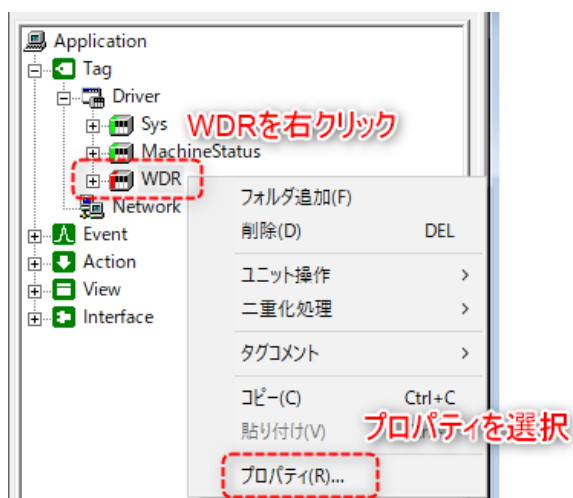 Application
Tag
Driver
Sys
WDRを右クリック
MachineStatus
WDR
Network
Event
Action
View
Interface
フォルダ追加(F)
削除(D) DEL
ユニット操作 >
二重化処理 >
タグコメント >
コピー(C) Ctrl+C
貼り付け(V)
プロパティを選択
プロパティ(R)...